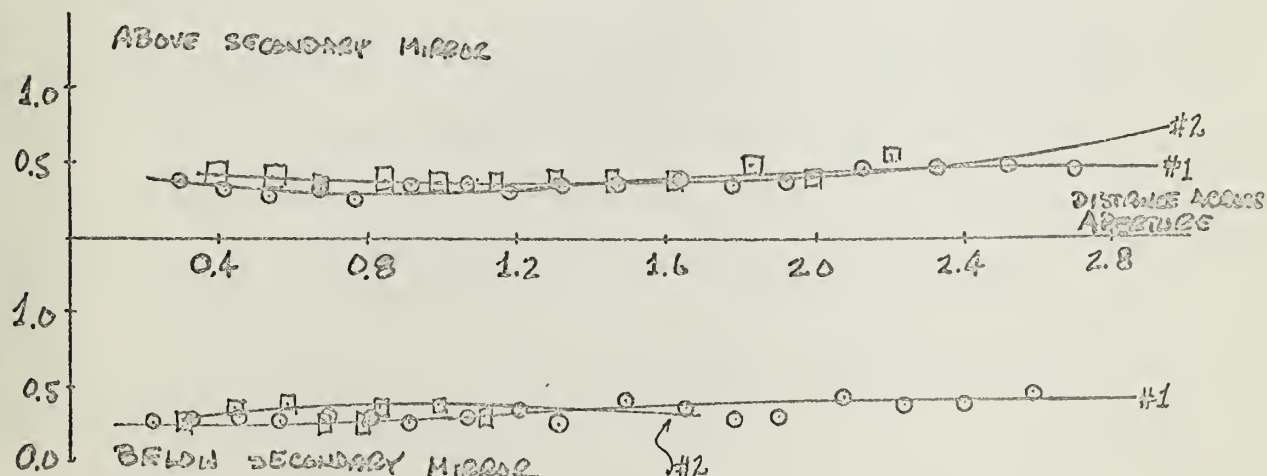 ABOVE SECONDARY MIRROR
1.0
#2
0.5
#1
DISTANCE ACROSS
APERTURE
0.4 0.8 1.2 1.6 2.0 2.4 2.8
1.0
0.5
#1
0.0
BELOW SECONDARY MIRROR
#2